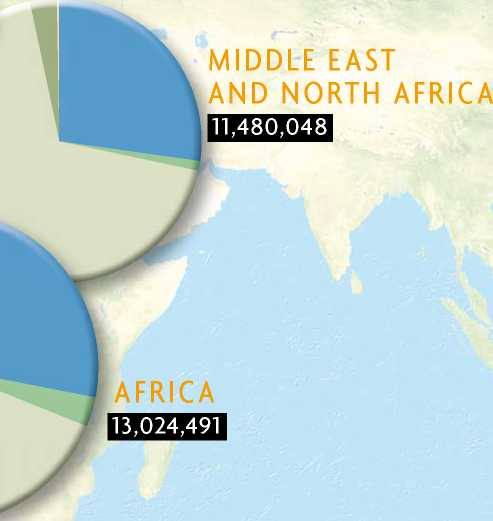 MIDDLE EAST
AND NORTH AFRICA
11,480,048
AFRICA
13,024,491